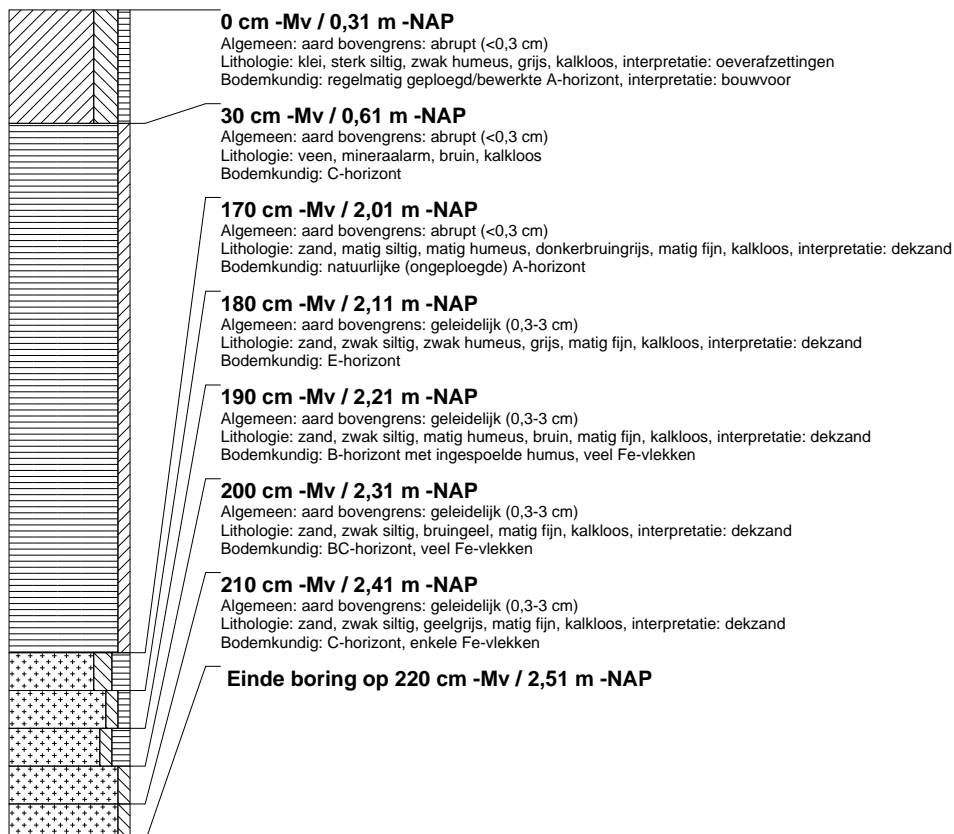 0 cm -Mv / 0,31 m -NAP
Algemeen: aard bovengrens: abrupt (<0,3 cm)
Lithologie: klei, sterk siltig, zwak humeus, grijs, kalkloos, interpretatie: oeverafzettingen
Bodemkundig: regelmatig geploegd/bewerkte A-horizont, interpretatie: bouwvoor
30 cm -Mv / 0,61 m -NAP
Algemeen: aard bovengrens: abrupt (<0,3 cm)
Lithologie: veen, mineraalarm, bruin, kalkloos
Bodemkundig: C-horizont
170 cm -Mv / 2,01 m -NAP
Algemeen: aard bovengrens: abrupt (<0,3 cm)
Lithologie: zand, matig siltig, matig humeus, donkerbruingrijs, matig fijn, kalkloos, interpretatie: dekzand
Bodemkundig: natuurlijke (ongeploegde) A-horizont
180 cm -Mv / 2,11 m -NAP
Algemeen: aard bovengrens: geleidelijk (0,3-3 cm)
Lithologie: zand, zwak siltig, zwak humeus, grijs, matig fijn, kalkloos, interpretatie: dekzand
Bodemkundig: E-horizont
190 cm -Mv / 2,21 m -NAP
Algemeen: aard bovengrens: geleidelijk (0,3-3 cm)
Lithologie: zand, zwak siltig, matig humeus, bruin, matig fijn, kalkloos, interpretatie: dekzand
Bodemkundig: B-horizont met ingespoelde humus, veel Fe-vlekken
200 cm -Mv / 2,31 m -NAP
Algemeen: aard bovengrens: geleidelijk (0,3-3 cm)
Lithologie: zand, zwak siltig, bruingeel, matig fijn, kalkloos, interpretatie: dekzand
Bodemkundig: BC-horizont, veel Fe-vlekken
210 cm -Mv / 2,41 m -NAP
Algemeen: aard bovengrens: geleidelijk (0,3-3 cm)
Lithologie: zand, zwak siltig, geelgrijs, matig fijn, kalkloos, interpretatie: dekzand
Bodemkundig: C-horizont, enkele Fe-vlekken
Einde boring op 220 cm -Mv / 2,51 m -NAP